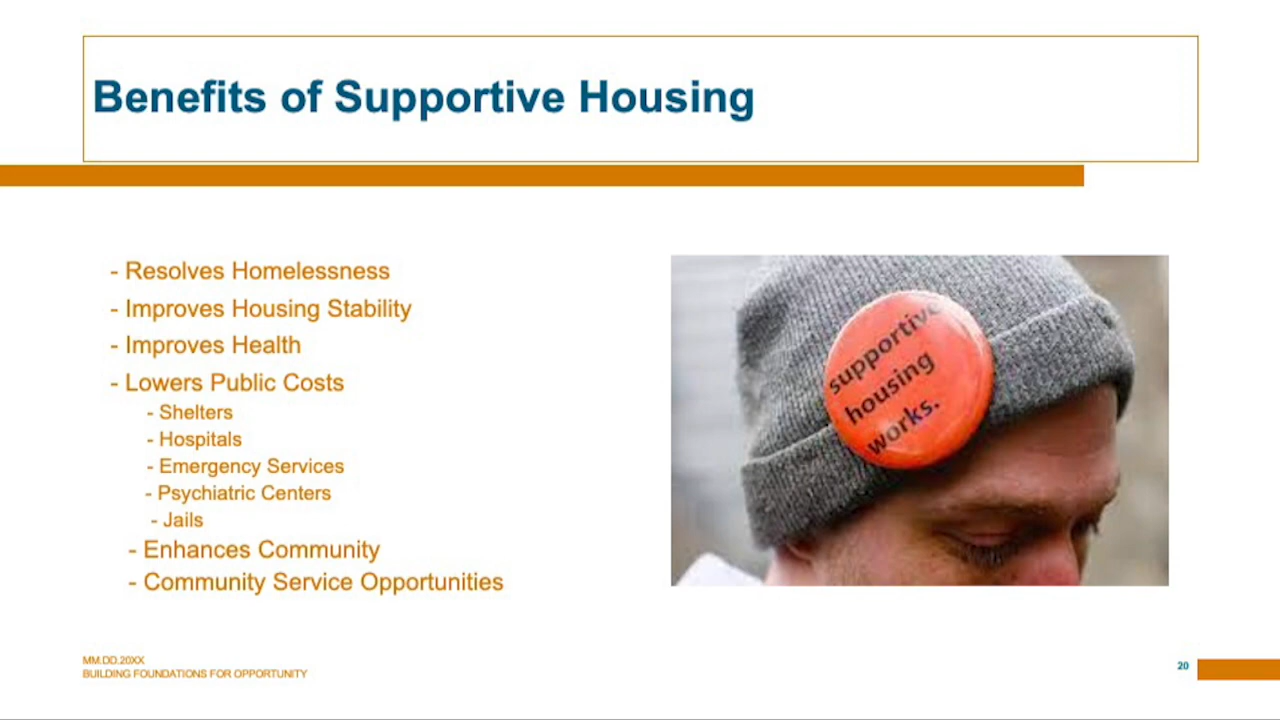 Benefits of Supportive Housing
- Resolves Homelessness
- Improves Housing Stability
- Improves Health
- Lowers Public Costs
- Shelters
- Hospitals
- Emergency Services
- Psychiatric Centers
- Jails
- Enhances Community
- Community Service Opportunities
supportive
housing
works.
MM.DD.20XX
BUILDING FOUNDATIONS FOR OPPORTUNITY
20